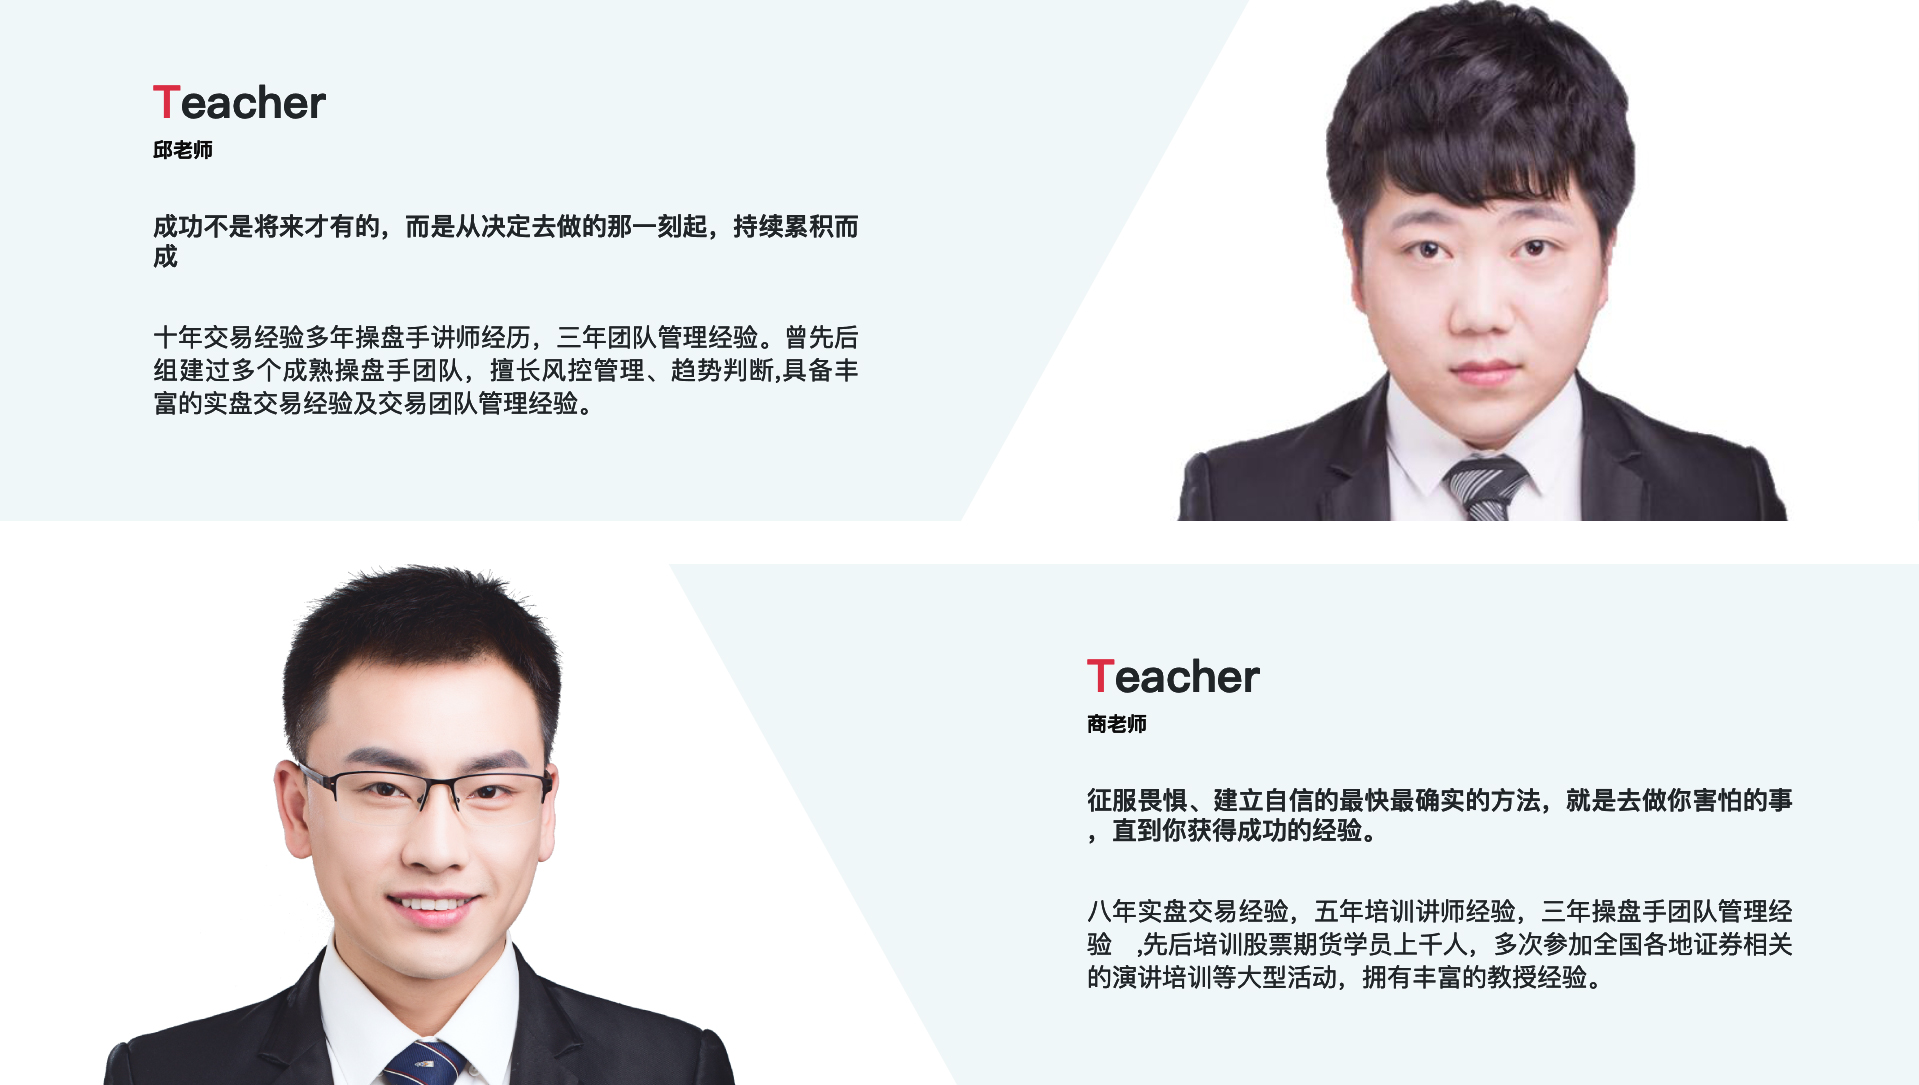 Teacher
邱老师
成功不是将来才有的，而是从决定去做的那一刻起，持续累积而
成
十年交易经验多年操盘手讲师经历，三年团队管理经验。曾先后
组建过多个成熟操盘手团队，擅长风控管理、趋势判断,具备丰
富的实盘交易经验及交易团队管理经验。
Teacher
商老师
征服畏惧、建立自信的最快最确实的方法，就是去做你害怕的事
，直到你获得成功的经验。
八年实盘交易经验，五年培训讲师经验，三年操盘手团队管理经
验　,先后培训股票期货学员上千人，多次参加全国各地证券相关
的演讲培训等大型活动，拥有丰富的教授经验。